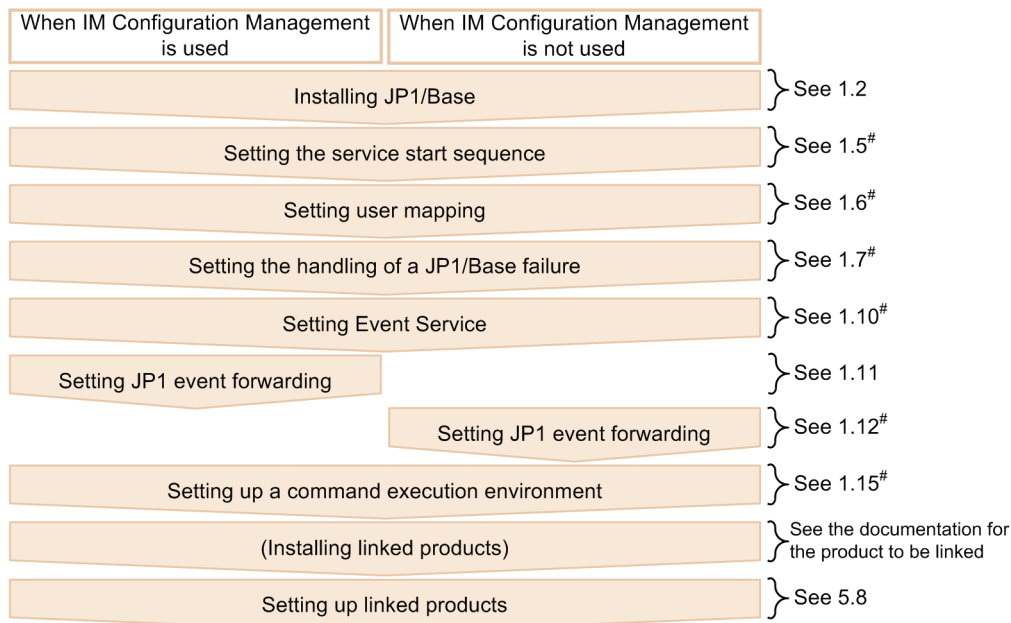 When IM Configuration Management
is used
When IM Configuration Management
is not used
Installing JP1/Base
See 1.2
Setting the service start sequence
See 1.5#
Setting user mapping
See 1.6#
Setting the handling of a JP1/Base failure
See 1.7#
Setting Event Service
See 1.10#
Setting JP1 event forwarding
See 1.11
Setting JP1 event forwarding
See 1.12#
Setting up a command execution environment
See 1.15#
(Installing linked products)
See the documentation for
the product to be linked
Setting up linked products
See 5.8